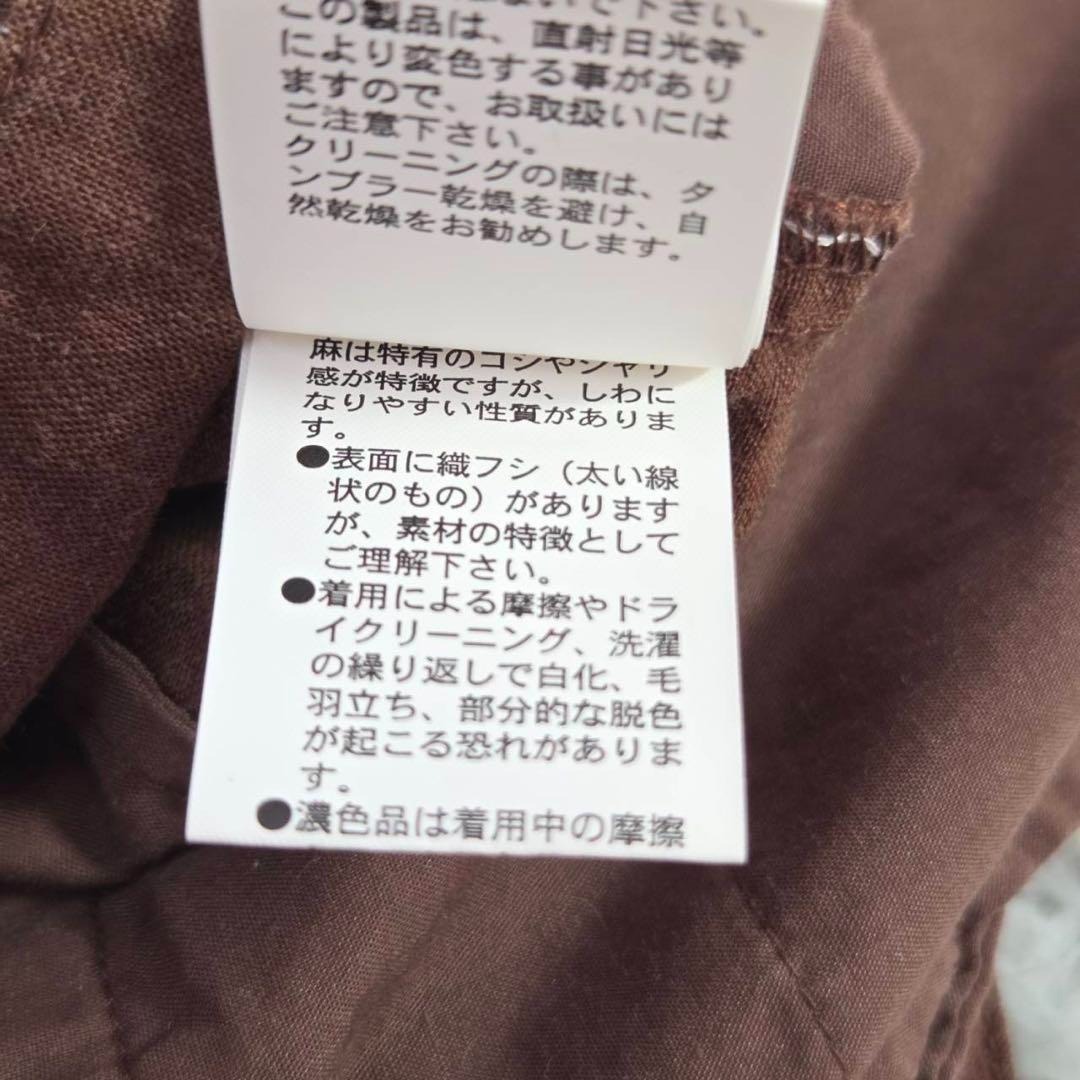 ないで下さい。
この製品は、直射日光等
により変色する事があり
ますので、お取扱いには
ご注意下さい。
クリーニングの際は、タ
ンブラー乾燥を避け、自
然乾燥をお勧めします。
麻は特有のコシやシャリ
感が特徴ですが、しわに
なりやすい性質がありま
す。
●表面に織フシ（太い線
状のもの）があります
が、素材の特徴として
ご理解下さい。
●着用による摩擦やドラ
イクリーニング、洗濯
の繰り返しで白化、毛
羽立ち、部分的な脱色
が起こる恐れがありま
す。
●濃色品は着用中の摩擦